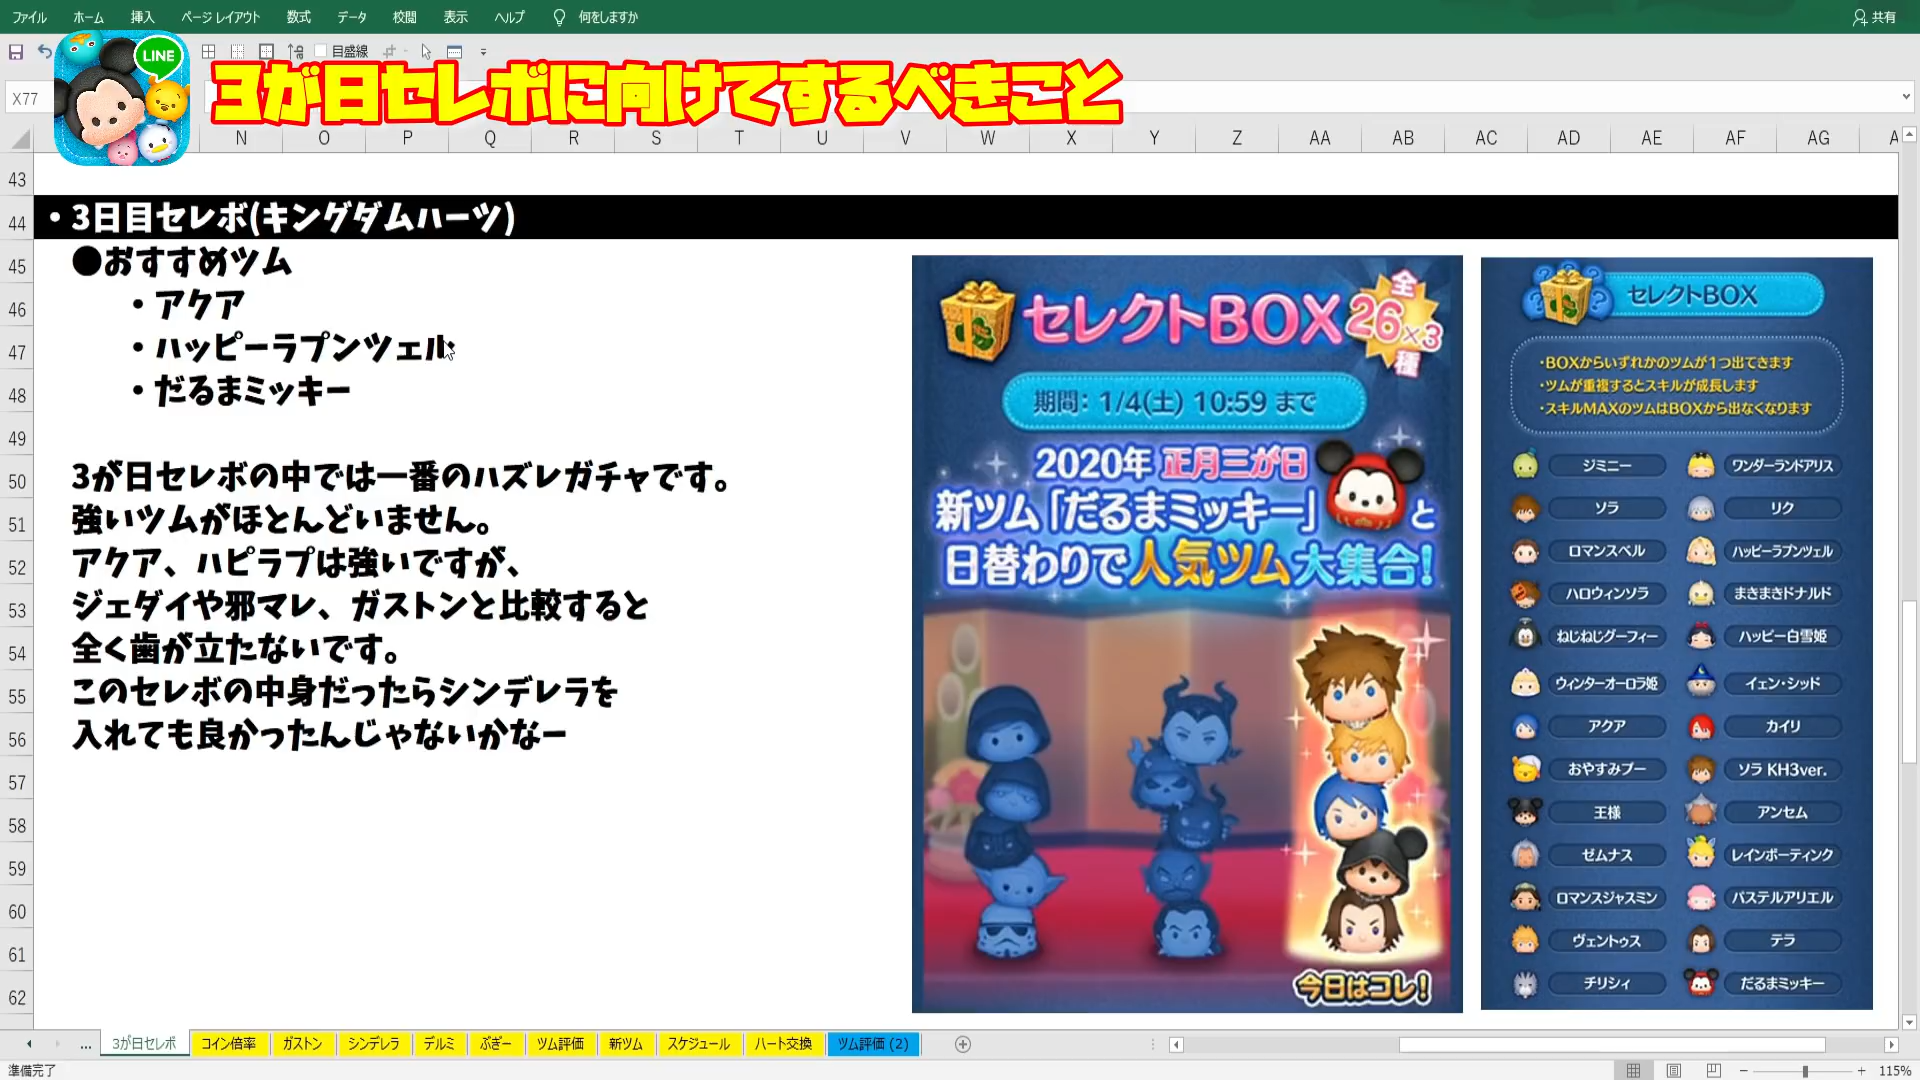 ファイル ホーム 挿入 ページ レイアウト 数式 データ 校閲 表示 ヘルプ 何をしますか 共有
目盛線
LINE
3が日セレボに向けてするべきこと
X77
N O P Q R S T U V W X Y Z AA AB AC AD AE AF AG
43
44 ・3日目セレボ(キングダムハーツ)
45 ●おすすめツム
46 ・アクア
47 ・ハッピーラプンツェル
48 ・だるまミッキー
49
50 3が日セレボの中では一番のハズレガチャです。
51 強いツムがほとんどいません。
52 アクア、ハピラプは強いですが、
53 ジェダイや邪マレ、ガストンと比較すると
54 全く歯が立たないです。
55 このセレボの中身だったらシンデレラを
56 入れても良かったんじゃないかなー
57
58
59
60
61
62
セレクトBOX
全26×3種
期間: 1/4(土) 10:59 まで
2020年 正月三が日
新ツム「だるまミッキー」と
日替わりで人気ツム大集合!
今日はコレ!
セレクトBOX
・BOXからいずれかのツムが1つ出てきます
・ツムが重複するとスキルが成長します
・スキルMAXのツムはBOXから出なくなります
ジミニー ワンダーランドアリス
ソラ リク
ロマンスベル ハッピーラプンツェル
ハロウィンソラ まきまきドナルド
ねじねじグーフィー ハッピー白雪姫
ウィンターオーロラ姫 イェン・シッド
アクア カイリ
おやすみプー ソラ KH3ver.
王様 アンセム
ゼムナス レインボーティンク
ロマンスジャスミン パステルアリエル
ヴェントゥス テラ
チリシィ だるまミッキー
... 3が日セレボ コイン倍率 ガストン シンデレラ デルミ ぶぎー ツム評価 新ツム スケジュール ハート交換 ツム評価 (2)
準備完了 115%